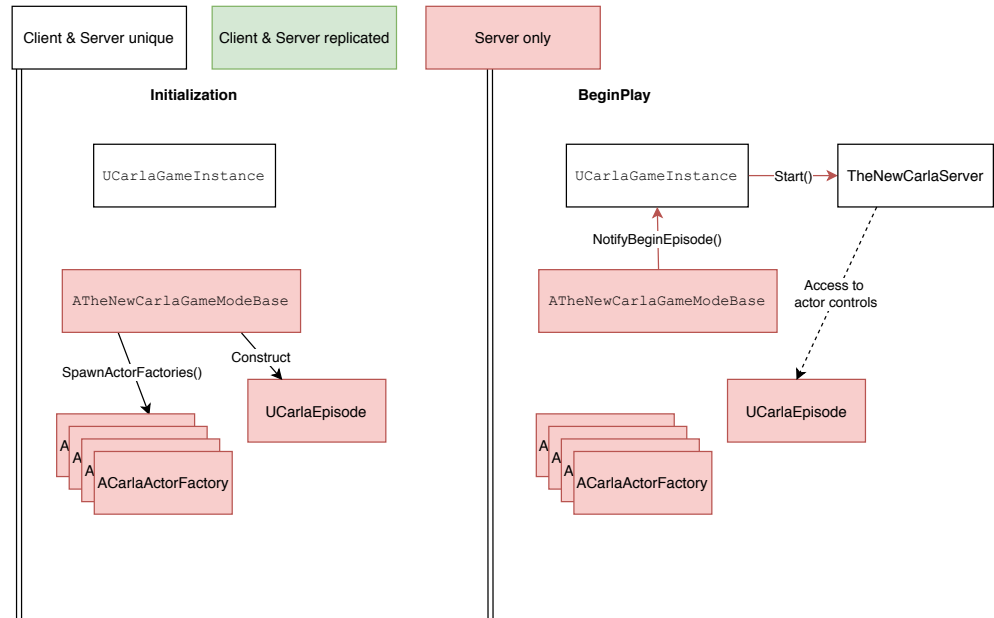 Client & Server unique
Client & Server replicated
Server only
Initialization
UCarlaGameInstance
ATheNewCarlaGameModeBase
SpawnActorFactories()
Construct
UCarlaEpisode
A
A
A
ACarlaActorFactory
BeginPlay
UCarlaGameInstance
Start()
TheNewCarlaServer
NotifyBeginEpisode()
ATheNewCarlaGameModeBase
Access to
actor controls
UCarlaEpisode
A
A
A
ACarlaActorFactory